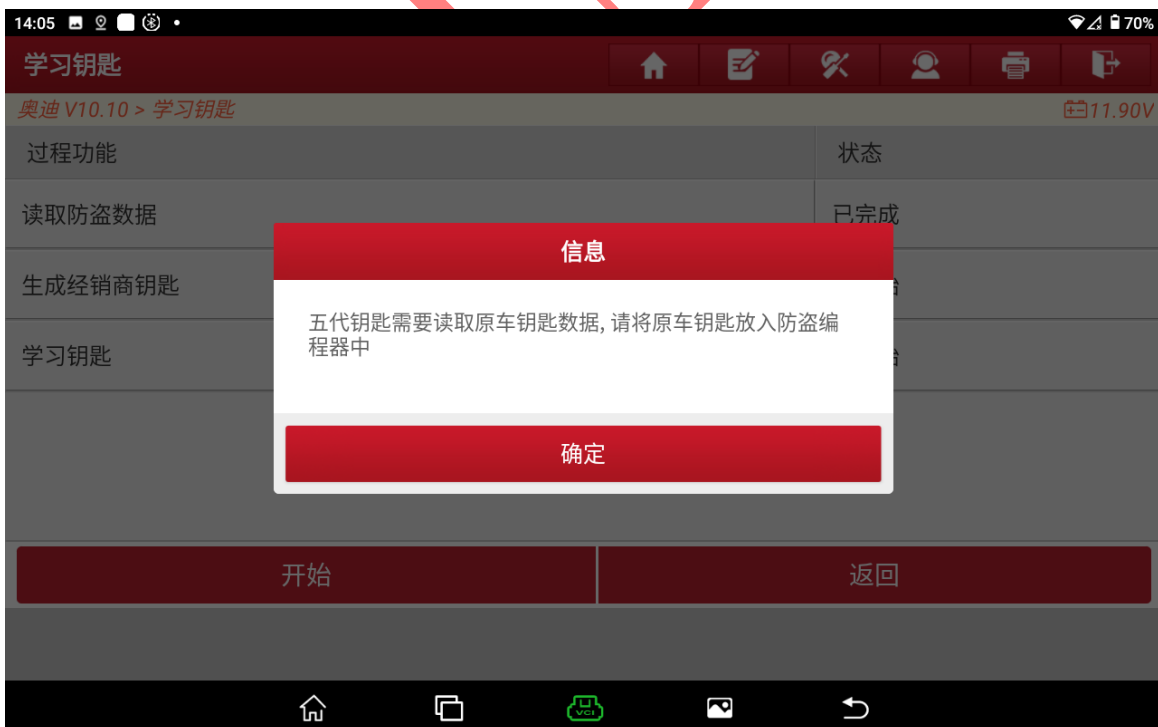 14:05
70%
学习钥匙
奥迪 V10.10 > 学习钥匙
11.90V
过程功能
状态
读取防盗数据
已完成
信息
生成经销商钥匙
五代钥匙需要读取原车钥匙数据, 请将原车钥匙放入防盗编
程器中
学习钥匙
确定
开始
返回
VCI